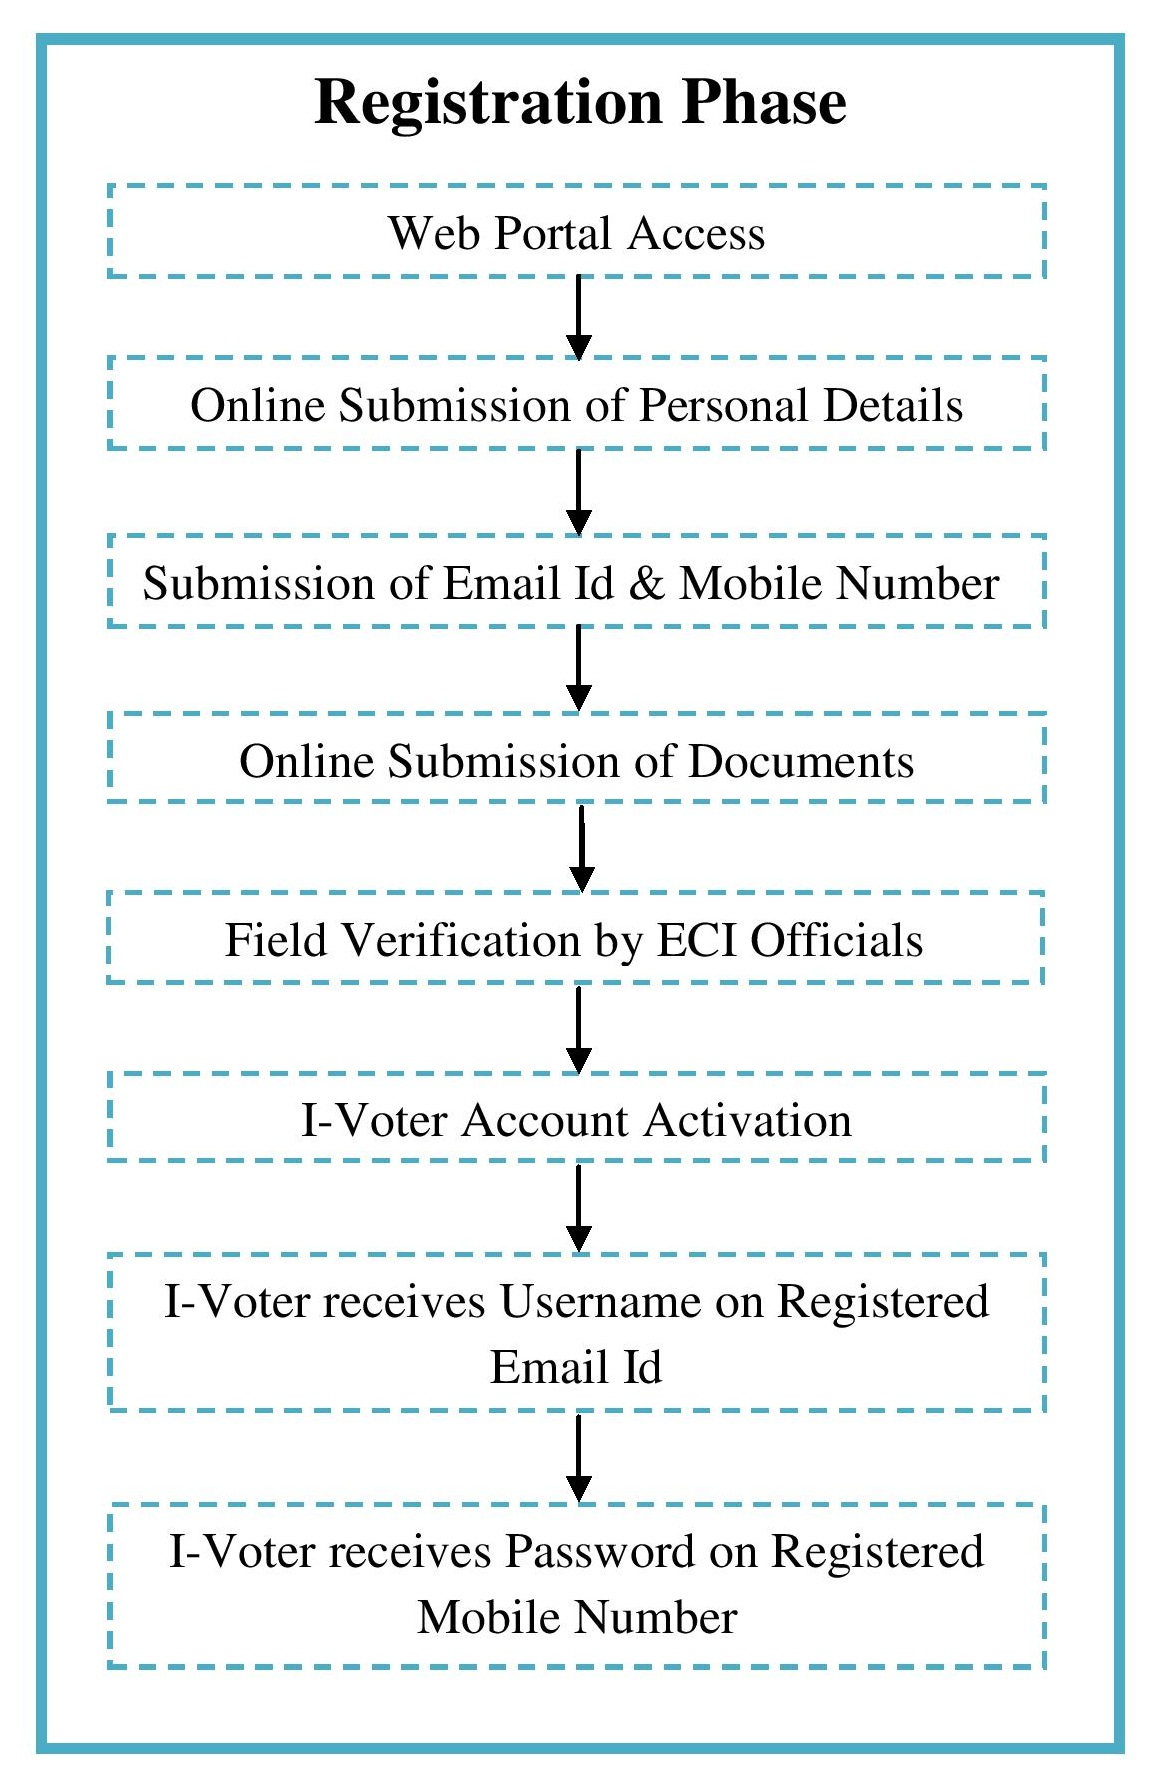 Registration Phase
Web Portal Access
Online Submission of Personal Details
Submission of Email Id & Mobile Number
Online Submission of Documents
Field Verification by ECI Officials
I-Voter Account Activation
I-Voter receives Username on Registered
Email Id
I-Voter receives Password on Registered
Mobile Number